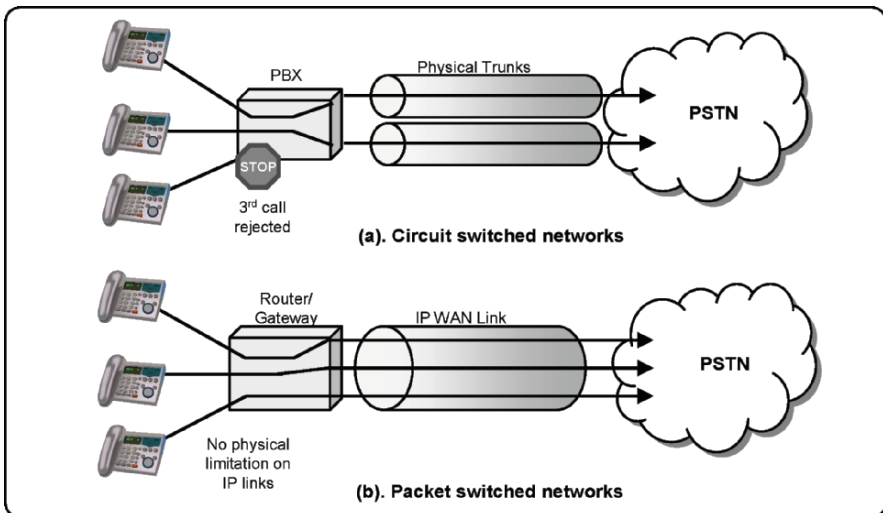 PBX
Physical Trunks
PSTN
STOP
3rd call
rejected
(a). Circuit switched networks
Router/
Gateway
IP WAN Link
PSTN
No physical
limitation on
IP links
(b). Packet switched networks